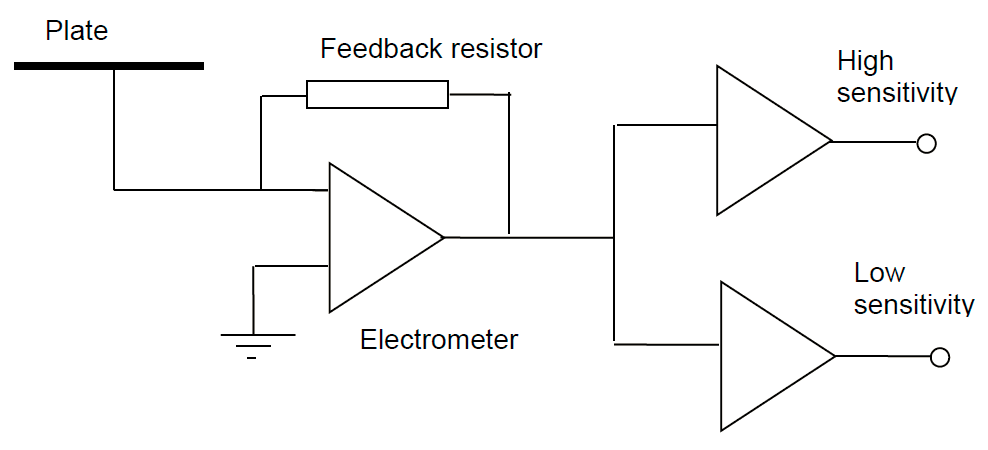 Plate
Feedback resistor
High
sensitivity
Low
sensitivity
Electrometer